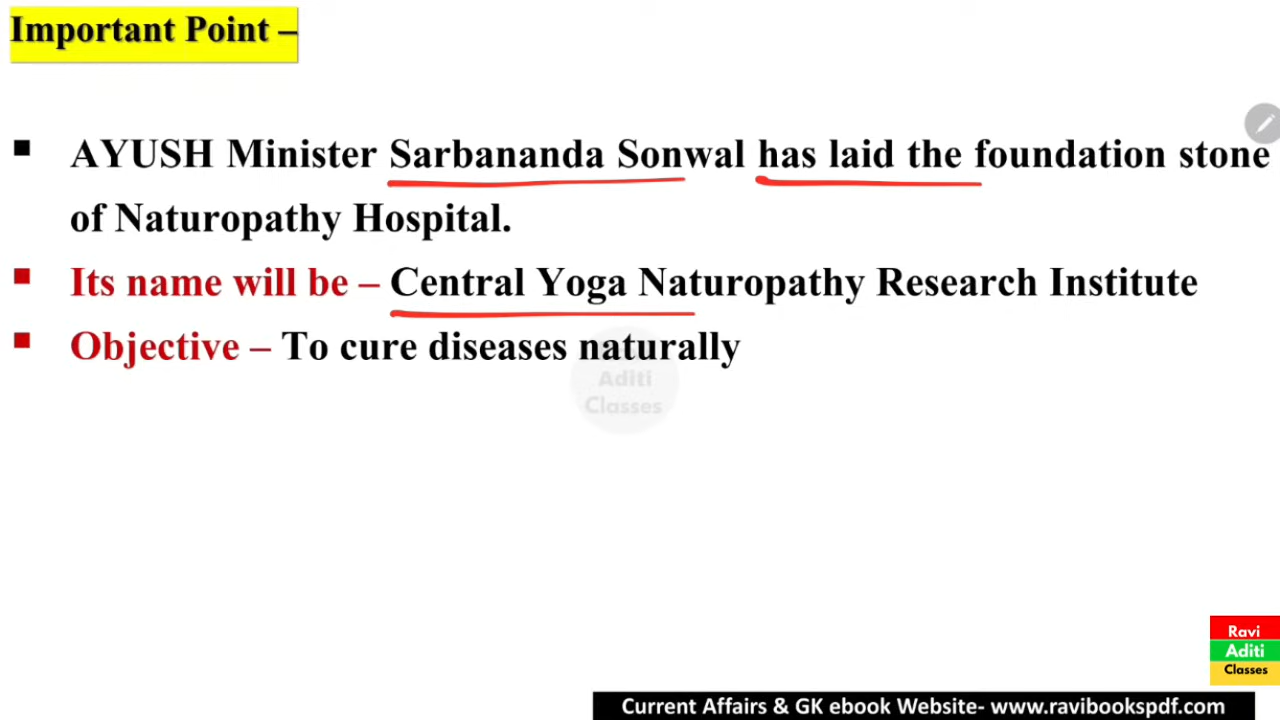 Important Point –
▪ AYUSH Minister Sarbananda Sonwal has laid the foundation stone
of Naturopathy Hospital.
▪ Its name will be – Central Yoga Naturopathy Research Institute
▪ Objective – To cure diseases naturally
Aditi
Classes
Ravi
Aditi
Classes
Current Affairs & GK ebook Website- www.ravibookspdf.com